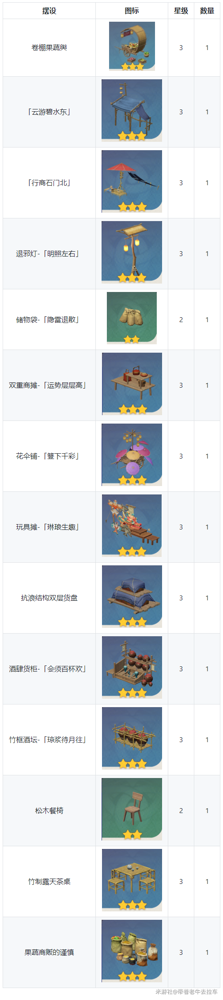 摆设 图标 星级 数量
卷棚果蔬舆 3 1
「云游碧水东」 3 1
「行商石门北」 3 1
退邪灯-「明照左右」 3 1
储物袋-「隐雷退散」 2 1
双重商摊-「运势层层高」 3 1
花伞铺-「簦下千彩」 3 1
玩具摊-「琳琅生趣」 3 1
抗浪结构双层货盘 3 1
酒肆货柜-「会须百杯欢」 3 1
竹框酒坛-「琼浆待月往」 3 1
松木餐椅 2 1
竹制露天茶桌 3 1
果蔬商贩的谨慎 3 1
米游社@带着老牛去拉车